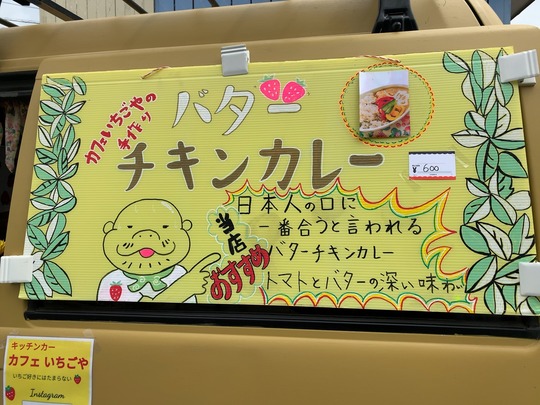 カフェいちごやの
手作り
バター
チキンカレー
¥600
日本人の口に
一番合うと言われる
バターチキンカレー
トマトとバターの深い味わい
当店
おすすめ
キッチンカー
カフェ いちごや
いちご好きにはたまらない
Instagram